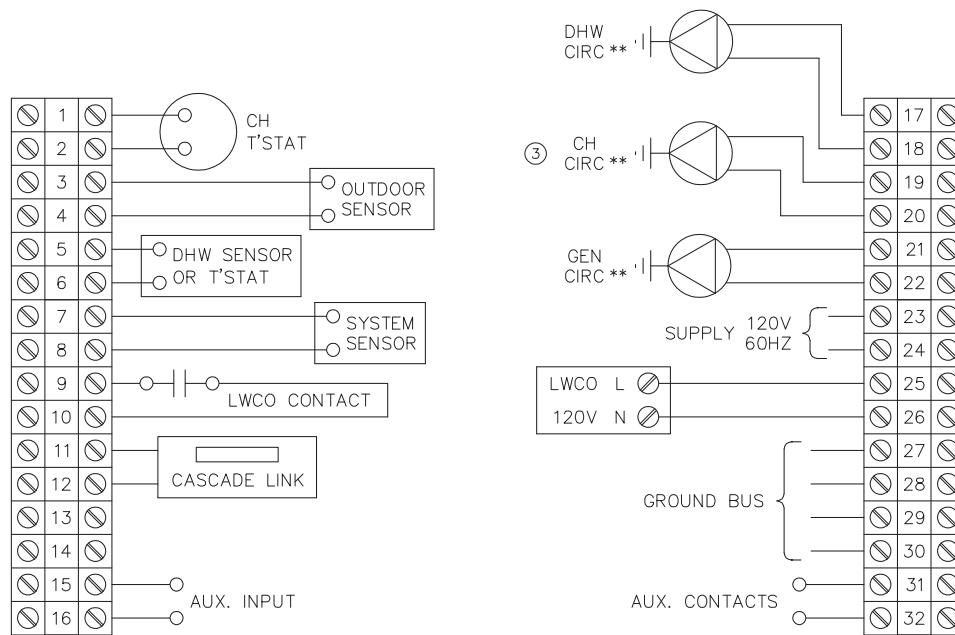 1
2
3
4
5
6
7
8
9
10
11
12
13
14
15
16
CH
T'STAT
OUTDOOR
SENSOR
DHW SENSOR
OR T'STAT
SYSTEM
SENSOR
LWCO CONTACT
CASCADE LINK
AUX. INPUT
DHW
CIRC **
3 CH
CIRC **
GEN
CIRC **
SUPPLY 120V
60HZ
LWCO L
120V N
GROUND BUS
AUX. CONTACTS
17
18
19
20
21
22
23
24
25
26
27
28
29
30
31
32